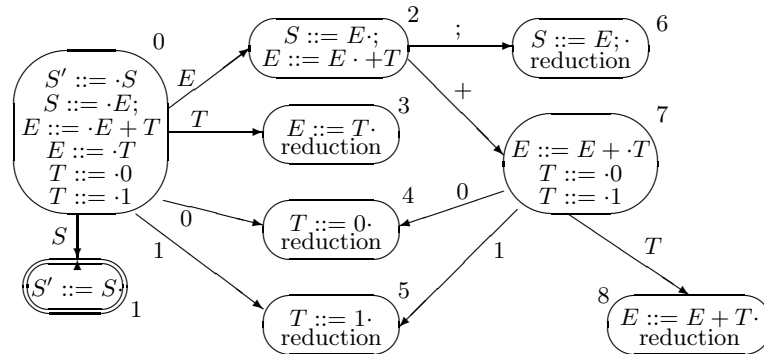 0
S' ::= ·S
S ::= ·E;
E ::= ·E + T
E ::= ·T
T ::= ·0
T ::= ·1
E
T
0
1
S
S' ::= S·
1
2
S ::= E·;
E ::= E · +T
;
+
6
S ::= E; ·
reduction
3
E ::= T·
reduction
7
E ::= E + ·T
T ::= ·0
T ::= ·1
0
1
T
4
T ::= 0·
reduction
5
T ::= 1·
reduction
8
E ::= E + T·
reduction